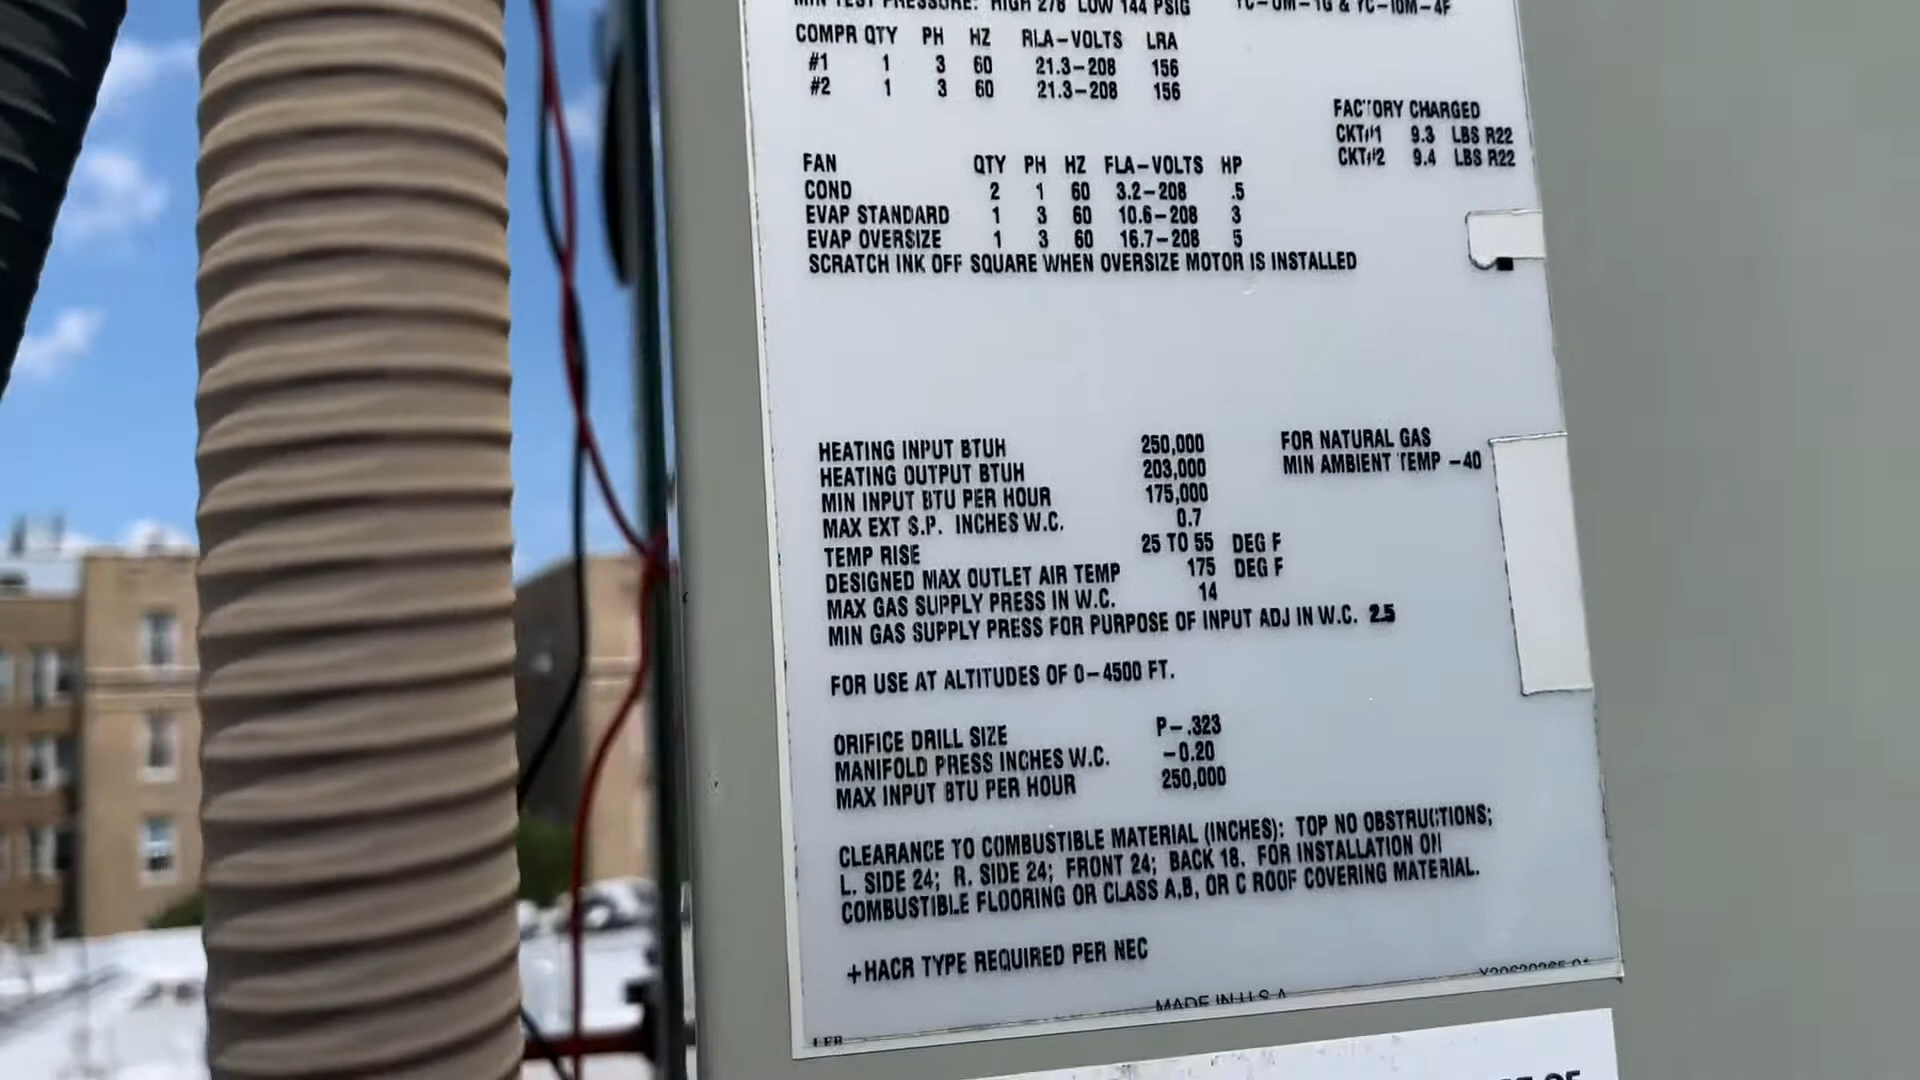 MIN TEST PRESSURE: HIGH 278 LOW 144 PSIG
COMPR QTY PH HZ RLA-VOLTS LRA
#1 1 3 60 21.3-208 156
#2 1 3 60 21.3-208 156
FACTORY CHARGED
CKT#1 9.3 LBS R22
CKT#2 9.4 LBS R22
FAN QTY PH HZ FLA-VOLTS HP
COND 2 1 60 3.2-208 .5
EVAP STANDARD 1 3 60 10.6-208 3
EVAP OVERSIZE 1 3 60 16.7-208 5
SCRATCH INK OFF SQUARE WHEN OVERSIZE MOTOR IS INSTALLED
HEATING INPUT BTUH 250,000 FOR NATURAL GAS
HEATING OUTPUT BTUH 203,000 MIN AMBIENT TEMP -40
MIN INPUT BTU PER HOUR 175,000
MAX EXT S.P. INCHES W.C. 0.7
TEMP RISE 25 TO 55 DEG F
DESIGNED MAX OUTLET AIR TEMP 175 DEG F
MAX GAS SUPPLY PRESS IN W.C. 14
MIN GAS SUPPLY PRESS FOR PURPOSE OF INPUT ADJ IN W.C. 2.5
FOR USE AT ALTITUDES OF 0-4500 FT.
ORIFICE DRILL SIZE P-.323
MANIFOLD PRESS INCHES W.C. -0.20
MAX INPUT BTU PER HOUR 250,000
CLEARANCE TO COMBUSTIBLE MATERIAL (INCHES): TOP NO OBSTRUCTIONS;
L. SIDE 24; R. SIDE 24; FRONT 24; BACK 18. FOR INSTALLATION ON
COMBUSTIBLE FLOORING OR CLASS A,B, OR C ROOF COVERING MATERIAL.
+HACR TYPE REQUIRED PER NEC
MADE IN U.S.A.